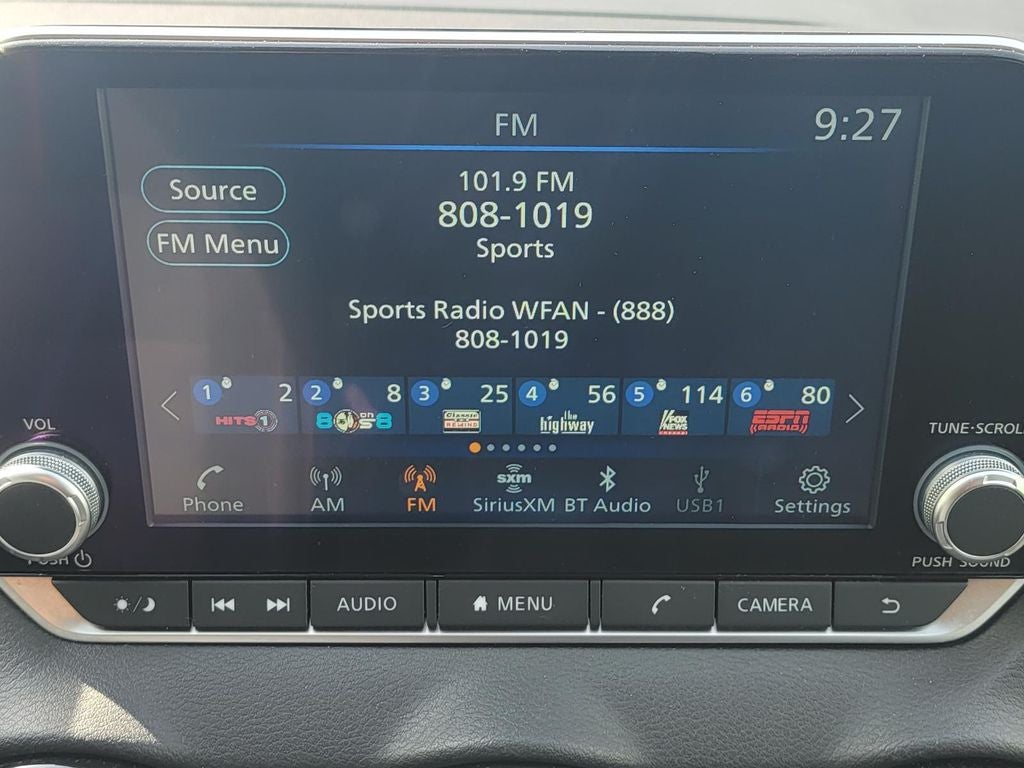 FM
9:27
Source
FM Menu
101.9 FM
808-1019
Sports
Sports Radio WFAN - (888)
808-1019
1 2
HITS 1
2 8
80s on 8
3 25
Classic REWIND
4 56
the highway
5 114
FOX NEWS
6 80
ESPN RADIO
VOL
TUNE·SCROLL
Phone
AM
FM
sxm
SiriusXM
BT Audio
USB1
Settings
PUSH
PUSH SOUND
AUDIO
MENU
CAMERA